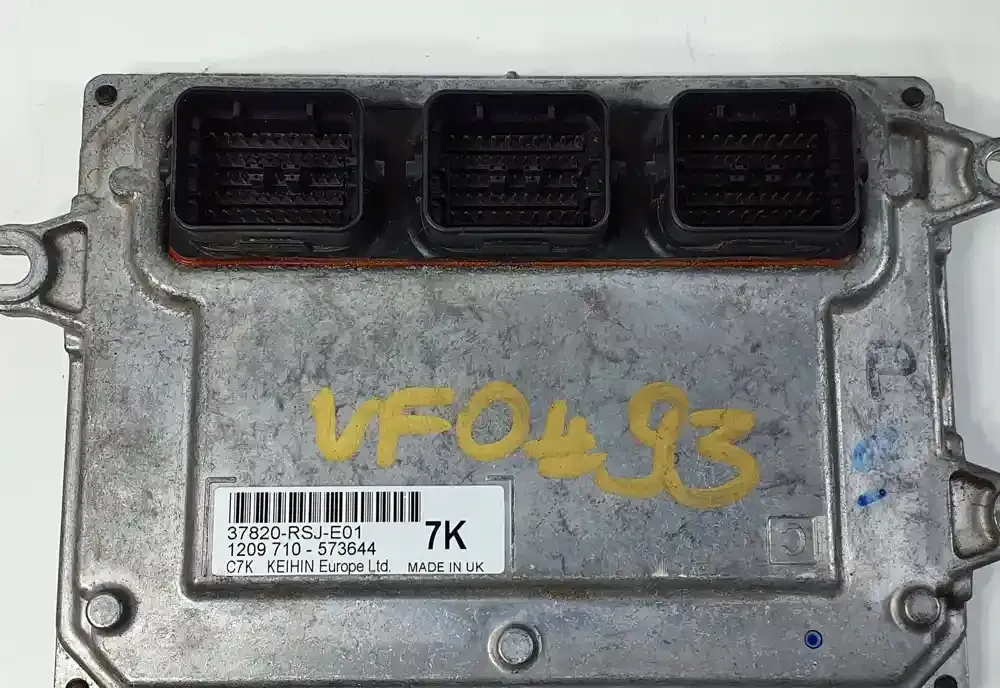 P
VF0493
37820-RSJ-E01
1209 710 - 573644
7K
C7K KEIHIN Europe Ltd. MADE IN UK
C